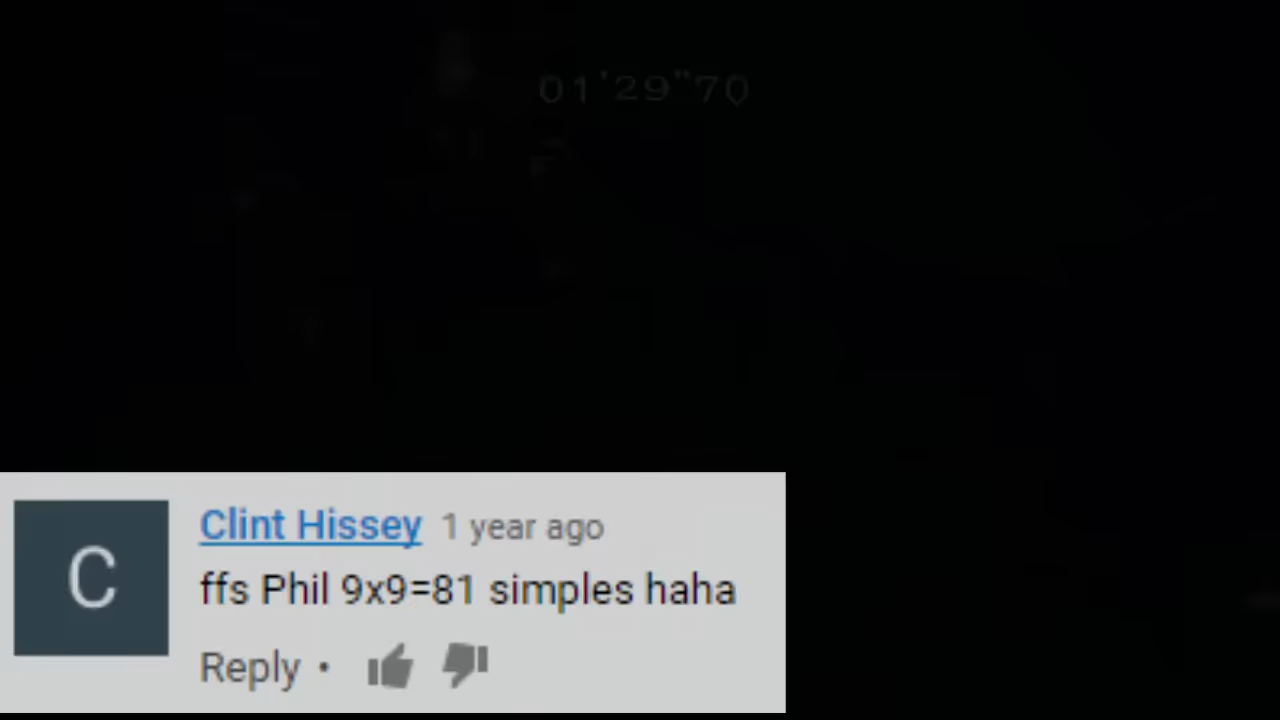 01'29"70
Clint Hissey 1 year ago
ffs Phil 9x9=81 simples haha
Reply •
C